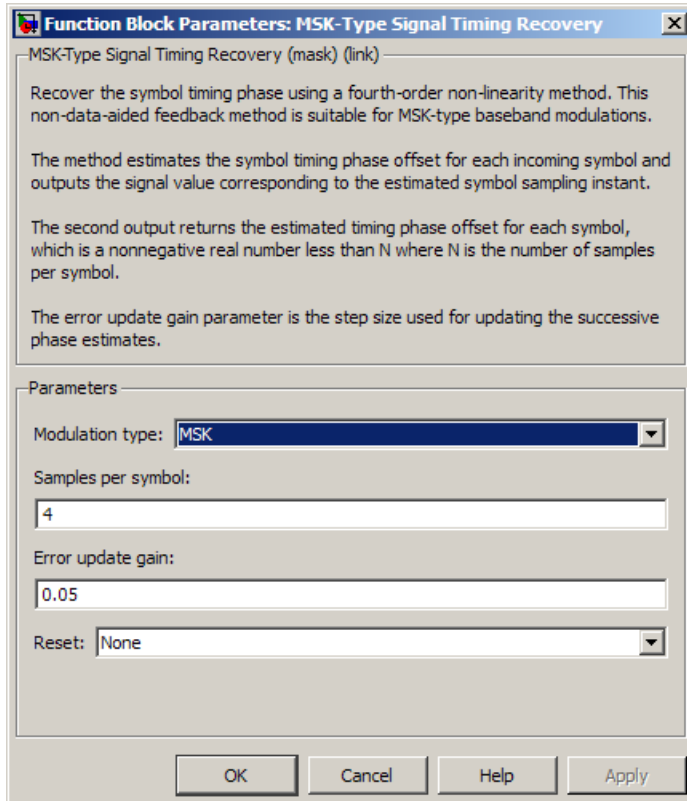 Function Block Parameters: MSK-Type Signal Timing Recovery
MSK-Type Signal Timing Recovery (mask) (link)
Recover the symbol timing phase using a fourth-order non-linearity method. This
non-data-aided feedback method is suitable for MSK-type baseband modulations.
The method estimates the symbol timing phase offset for each incoming symbol and
outputs the signal value corresponding to the estimated symbol sampling instant.
The second output returns the estimated timing phase offset for each symbol,
which is a nonnegative real number less than N where N is the number of samples
per symbol.
The error update gain parameter is the step size used for updating the successive
phase estimates.
Parameters
Modulation type: MSK
Samples per symbol:
4
Error update gain:
0.05
Reset: None
OK Cancel Help Apply